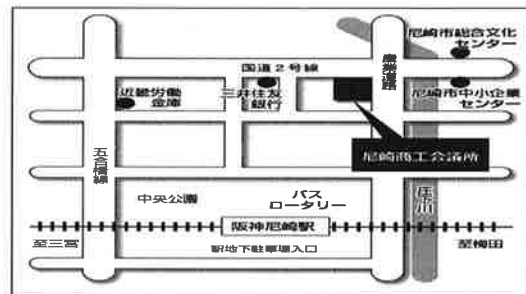 尼崎市総合文化
センター
国道2号線
近畿労働
金庫
三井住友
銀行
尼崎市中小企業
センター
尼崎商工会議所
五合橋線
中央公園
バス
ロータリー
庄下川
阪神尼崎駅
至三宮
駅地下駐車場入口
至梅田